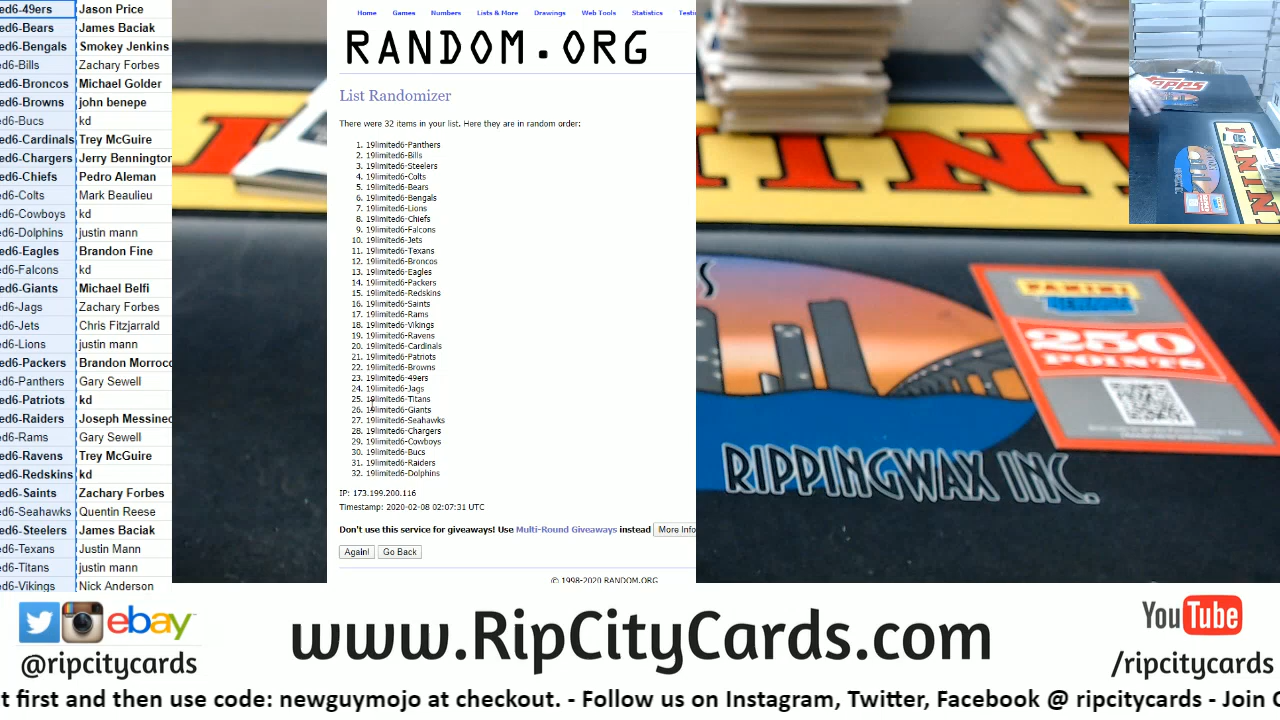 ed6-49ers Jason Price
ed6-Bears James Baciak
ed6-Bengals Smokey Jenkins
ed6-Bills Zachary Forbes
ed6-Broncos Michael Golder
ed6-Browns john benepe
ed6-Bucs kd
ed6-Cardinals Trey McGuire
ed6-Chargers Jerry Bennington
ed6-Chiefs Pedro Aleman
ed6-Colts Mark Beaulieu
ed6-Cowboys kd
ed6-Dolphins justin mann
ed6-Eagles Brandon Fine
ed6-Falcons kd
ed6-Giants Michael Belfi
ed6-Jags Zachary Forbes
ed6-Jets Chris Fitzjarrald
ed6-Lions justin mann
ed6-Packers Brandon Morrocc
ed6-Panthers Gary Sewell
ed6-Patriots kd
ed6-Raiders Joseph Messinec
ed6-Rams Gary Sewell
ed6-Ravens Trey McGuire
ed6-Redskins kd
ed6-Saints Zachary Forbes
ed6-Seahawks Quentin Reese
ed6-Steelers James Baciak
ed6-Texans Justin Mann
ed6-Titans justin mann
ed6-Vikings Nick Anderson
Home Games Numbers Lists & More Drawings Web Tools Statistics Testi
RANDOM.ORG
List Randomizer
There were 32 items in your list. Here they are in random order:
1. 19limited6-Panthers
2. 19limited6-Bills
3. 19limited6-Steelers
4. 19limited6-Colts
5. 19limited6-Bears
6. 19limited6-Bengals
7. 19limited6-Lions
8. 19limited6-Chiefs
9. 19limited6-Falcons
10. 19limited6-Jets
11. 19limited6-Texans
12. 19limited6-Broncos
13. 19limited6-Eagles
14. 19limited6-Packers
15. 19limited6-Redskins
16. 19limited6-Saints
17. 19limited6-Rams
18. 19limited6-Vikings
19. 19limited6-Ravens
20. 19limited6-Cardinals
21. 19limited6-Patriots
22. 19limited6-Browns
23. 19limited6-49ers
24. 19limited6-Jags
25. 19limited6-Titans
26. 19limited6-Giants
27. 19limited6-Seahawks
28. 19limited6-Chargers
29. 19limited6-Cowboys
30. 19limited6-Bucs
31. 19limited6-Raiders
32. 19limited6-Dolphins
IP: 173.199.200.116
Timestamp: 2020-02-08 02:07:31 UTC
Don't use this service for giveaways! Use Multi-Round Giveaways instead More Info
Again! Go Back
© 1998-2020 RANDOM.ORG
topps
PANINI
PANINI
250
POINTS
RIPPINGWAX INC.
ebay
@ripcitycards
www.RipCityCards.com
YouTube
/ripcitycards
t first and then use code: newguymojo at checkout. - Follow us on Instagram, Twitter, Facebook @ ripcitycards - Join O